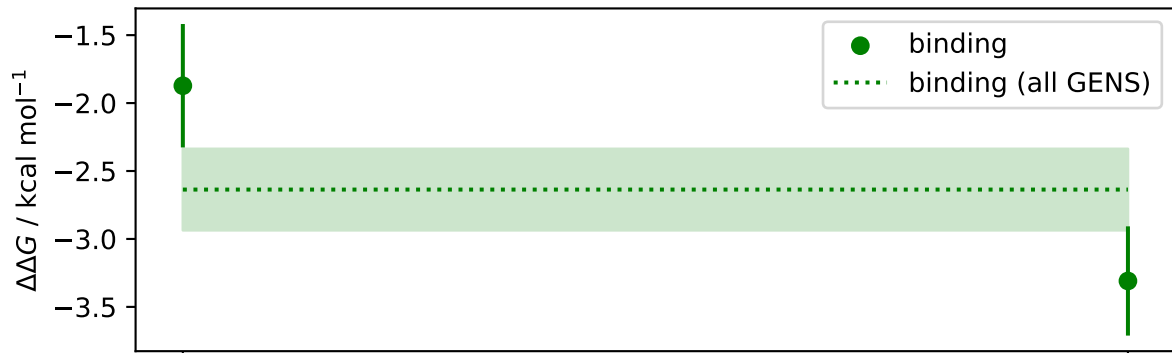 −1.5
−2.0
−2.5
−3.0
−3.5
ΔΔG / kcal mol⁻¹
binding
binding (all GENS)